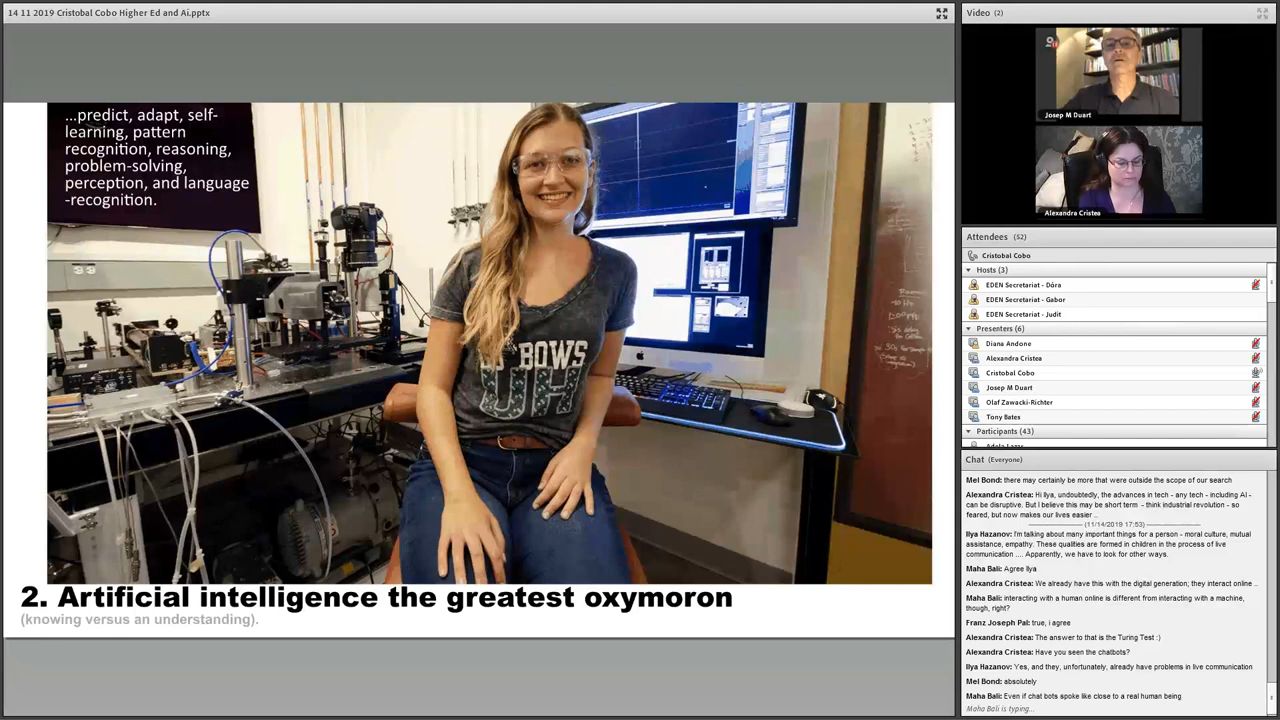 14 11 2019 Cristobal Cobo Higher Ed and Ai.pptx
...predict, adapt, self-
learning, pattern
recognition, reasoning,
problem-solving,
perception, and language
-recognition.
BOWS
UH
2. Artificial intelligence the greatest oxymoron
(knowing versus an understanding).
Video (2)
Josep M Duart
Alexandra Cristea
Attendees (52)
Cristobal Cobo
Hosts (3)
EDEN Secretariat - Dóra
EDEN Secretariat - Gabor
EDEN Secretariat - Judit
Presenters (6)
Diana Andone
Alexandra Cristea
Cristobal Cobo
Josep M Duart
Olaf Zawacki-Richter
Tony Bates
Participants (43)
Chat (Everyone)
Mel Bond: there may certainly be more that were outside the scope of our search
Alexandra Cristea: Hi Ilya, undoubtedly, the advances in tech - any tech - including AI -
can be disruptive. But I believe this may be short term - think industrial revolution - so
feared, but now makes our lives easier ..
(11/14/2019 17:53)
Ilya Hazanov: I'm talking about many important things for a person - moral culture, mutual
assistance, empathy. These qualities are formed in children in the process of live
communication .... Apparently, we have to look for other ways.
Maha Bali: Agree Ilya
Alexandra Cristea: We already have this with the digital generation; they interact online ..
Maha Bali: interacting with a human online is different from interacting with a machine,
though, right?
Franz Joseph Pal: true, i agree
Alexandra Cristea: The answer to that is the Turing Test :)
Alexandra Cristea: Have you seen the chatbots?
Ilya Hazanov: Yes, and they, unfortunately, already have problems in live communication
Mel Bond: absolutely
Maha Bali: Even if chat bots spoke like close to a real human being
Maha Bali is typing...